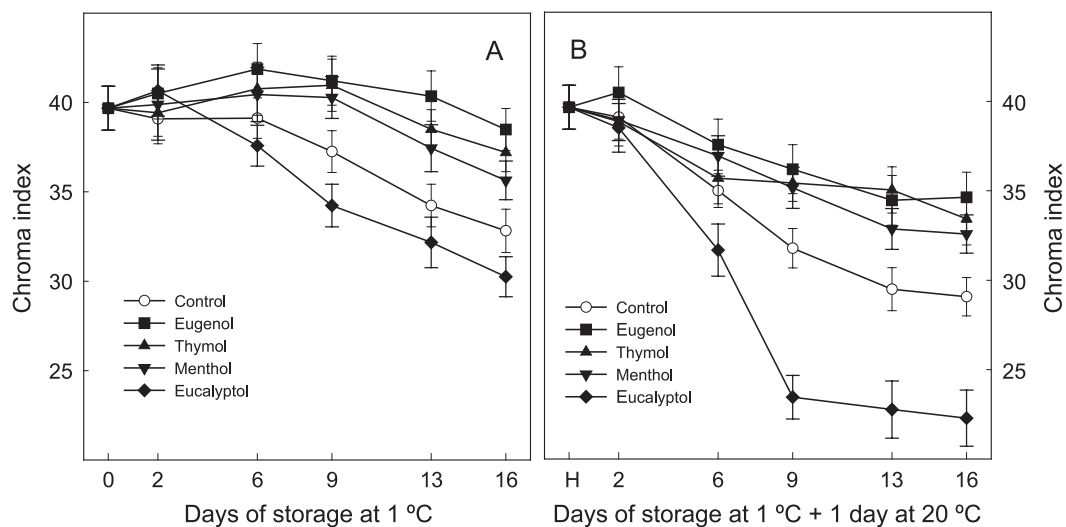 A
Chroma index
40
35
30
25
Control
Eugenol
Thymol
Menthol
Eucalyptol
0 2 6 9 13 16
Days of storage at 1 ºC
B
Chroma index
40
35
30
25
Control
Eugenol
Thymol
Menthol
Eucalyptol
H 2 6 9 13 16
Days of storage at 1 ºC + 1 day at 20 ºC